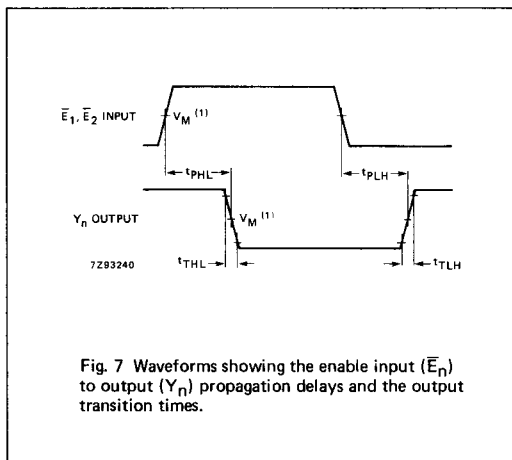 E̅1, E̅2 INPUT
VM (1)
tPHL
tPLH
Yn OUTPUT
VM (1)
7Z93240
tTHL
tTLH
Fig. 7 Waveforms showing the enable input (E̅n)
to output (Yn) propagation delays and the output
transition times.